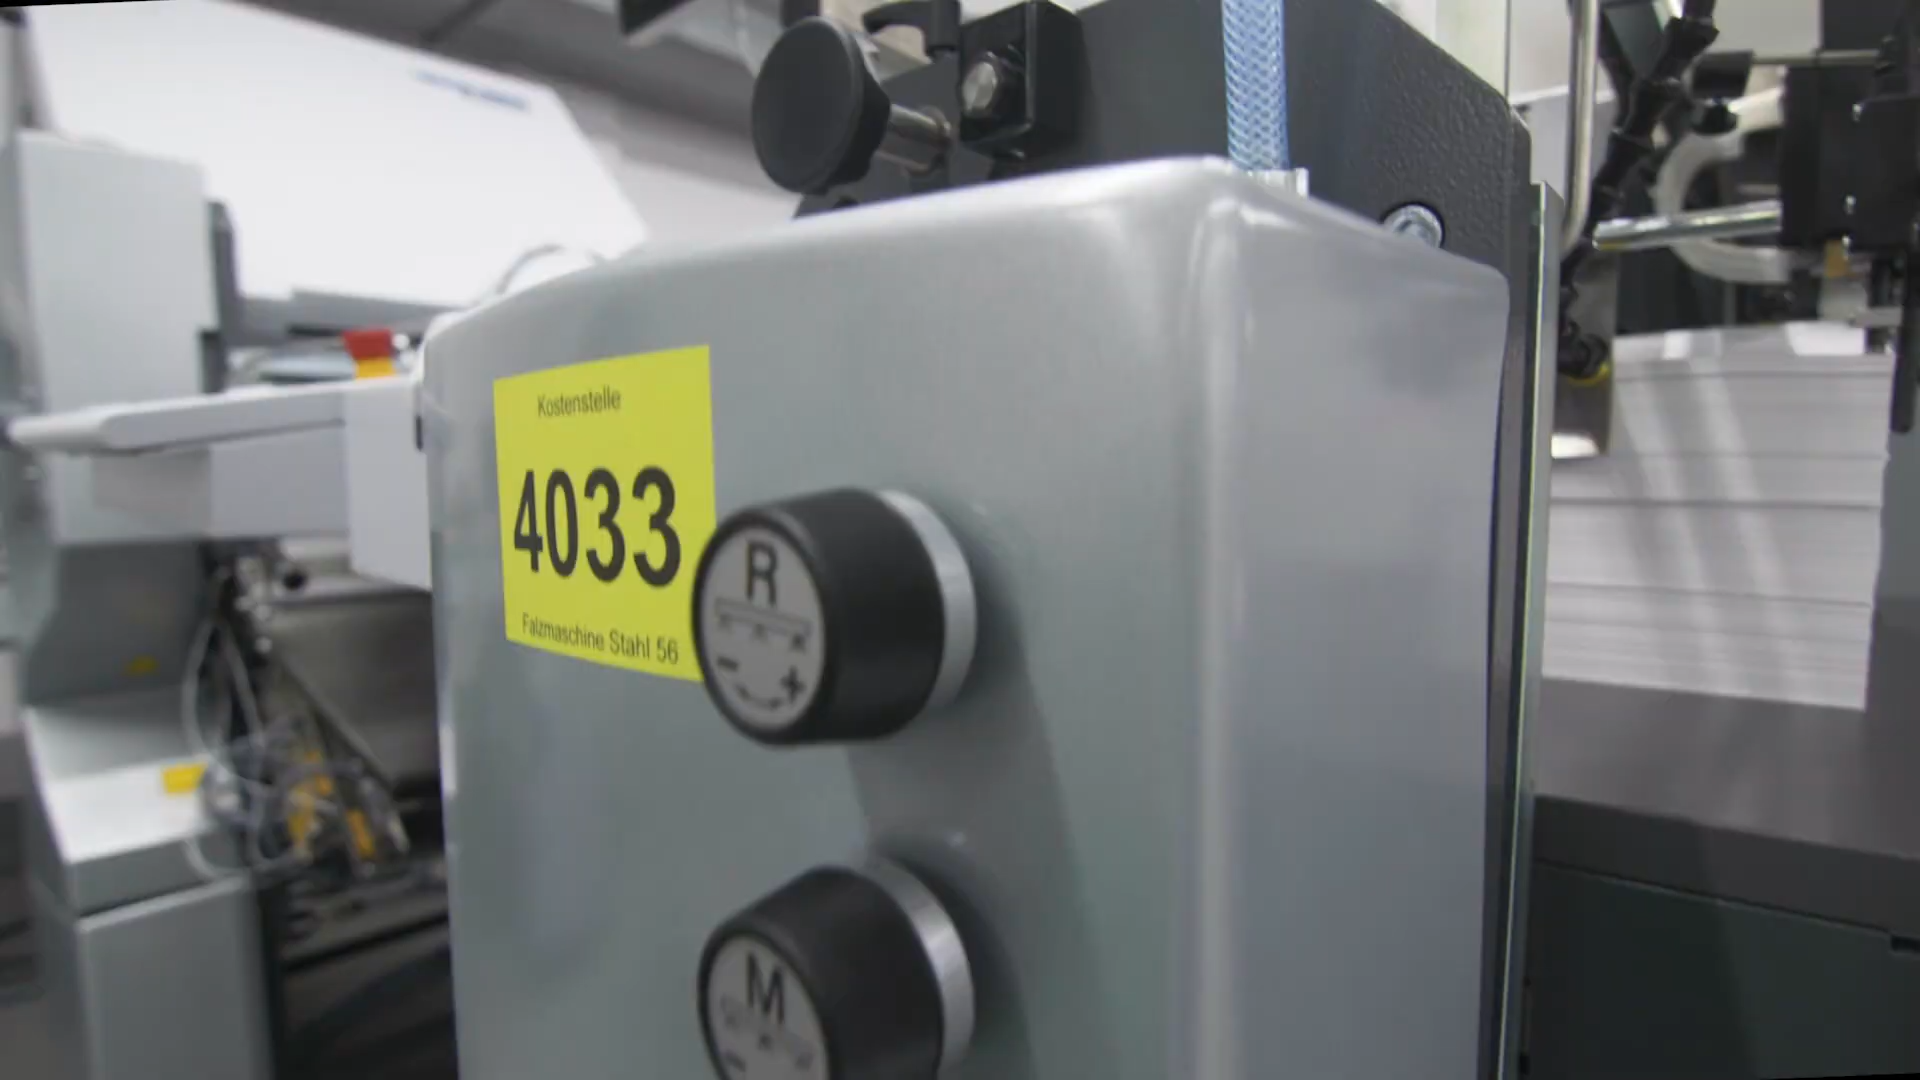 Kostenstelle
4033
Falzmaschine Stahl 56
R
- +
M
-